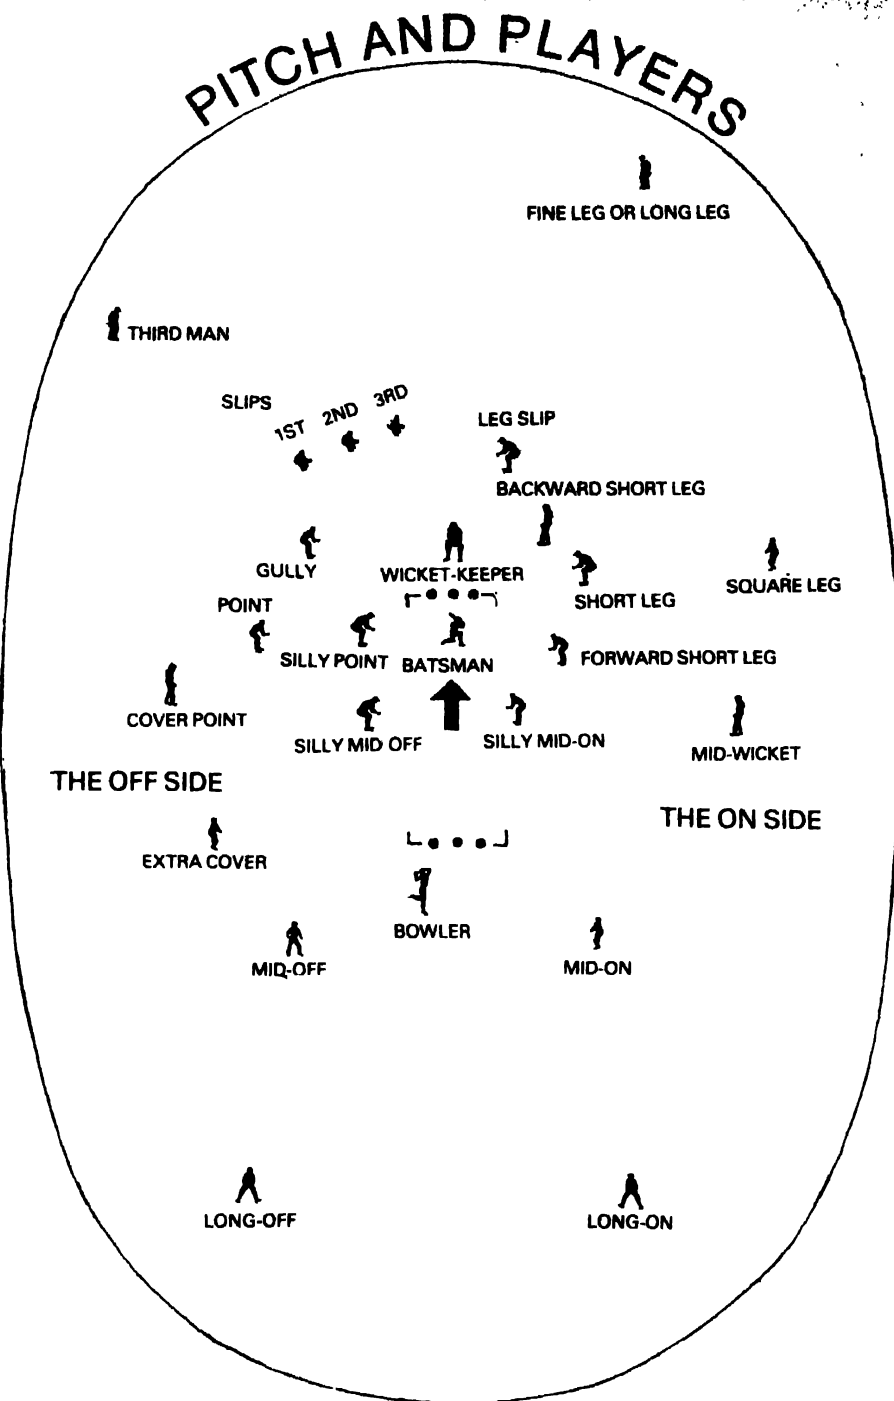 PITCH AND PLAYERS
FINE LEG OR LONG LEG
THIRD MAN
SLIPS
1ST
2ND
3RD
LEG SLIP
BACKWARD SHORT LEG
GULLY
WICKET-KEEPER
SQUARE LEG
SHORT LEG
POINT
SILLY POINT
BATSMAN
FORWARD SHORT LEG
COVER POINT
SILLY MID OFF
SILLY MID-ON
MID-WICKET
THE OFF SIDE
THE ON SIDE
EXTRA COVER
BOWLER
MID-OFF
MID-ON
LONG-OFF
LONG-ON